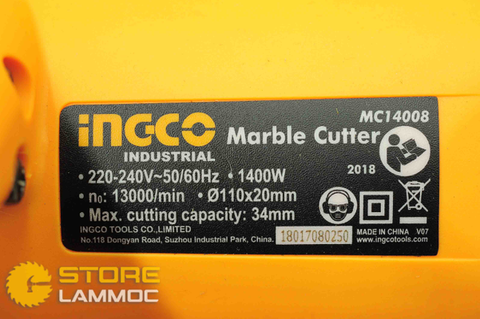 MC14008
INGCO Marble Cutter
INDUSTRIAL
2018
• 220-240V~50/60Hz • 1400W
• n₀: 13000/min • Ø110x20mm
• Max. cutting capacity: 34mm
INGCO TOOLS CO.,LIMITED
No.118 Dongyan Road, Suzhou Industrial Park, China.
18017080250
MADE IN CHINA V07
www.ingcotools.com
STORE
LAMMOC